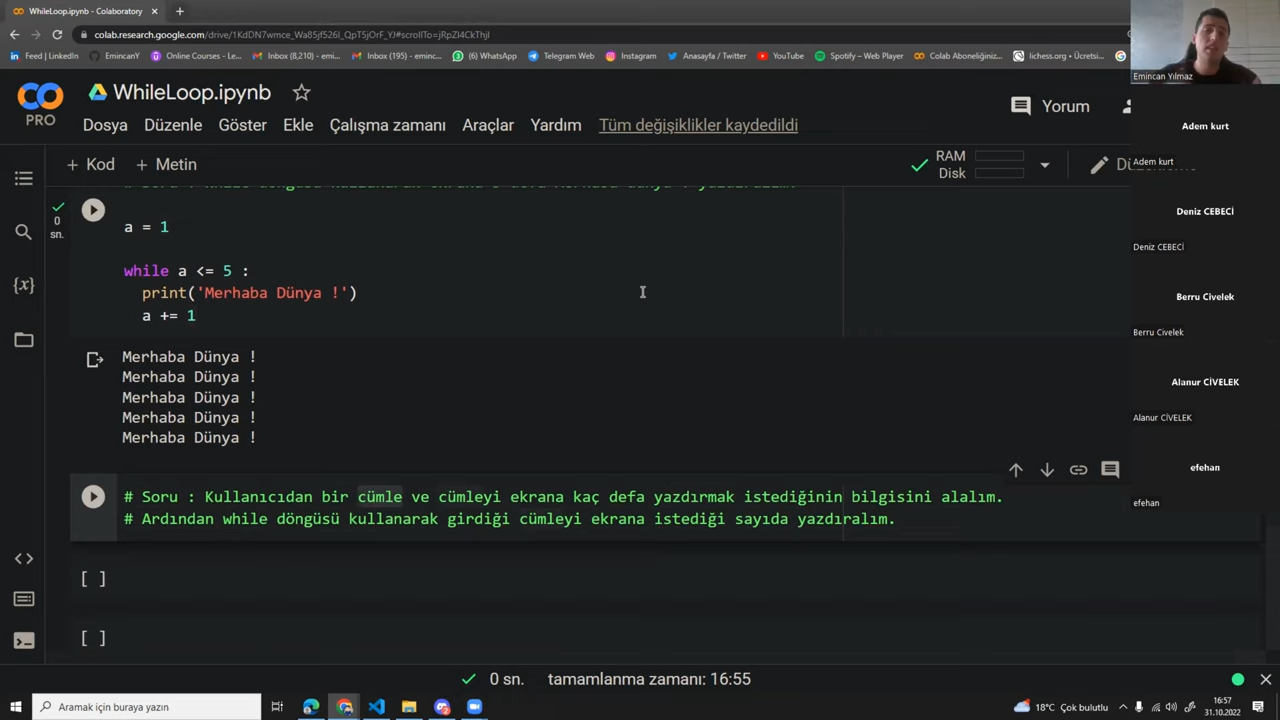 WhileLoop.ipynb - Colaboratory
colab.research.google.com/drive/1KdDN7wmce_Wa85jf526I_QpT5jOrF_YJ#scrollTo=jRpZI4CkThjI
Feed | LinkedIn
EmincanY
Online Courses - Le...
Inbox (8,210) - emi...
Inbox (195) - eminc...
(3) WhatsApp
Telegram Web
Instagram
Anasayfa / Twitter
YouTube
Spotify – Web Player
Colab Aboneliğiniz...
lichess.org • Ücretsi...
PRO
WhileLoop.ipynb
Yorum
Dosya Düzenle Göster Ekle Çalışma zamanı Araçlar Yardım Tüm değişiklikler kaydedildi
+ Kod + Metin
RAM
Disk
0
sn.
a = 1
while a <= 5 :
print('Merhaba Dünya !')
a += 1
Merhaba Dünya !
Merhaba Dünya !
Merhaba Dünya !
Merhaba Dünya !
Merhaba Dünya !
# Soru : Kullanıcıdan bir cümle ve cümleyi ekrana kaç defa yazdırmak istediğinin bilgisini alalım.
# Ardından while döngüsü kullanarak girdiği cümleyi ekrana istediği sayıda yazdıralım.
[ ]
[ ]
0 sn. tamamlanma zamanı: 16:55
Emincan Yılmaz
Adem kurt
Adem kurt
Deniz CEBECİ
Deniz CEBECİ
Berru Civelek
Berru Civelek
Alanur CİVELEK
Alanur CİVELEK
efehan
efehan
Aramak için buraya yazın
18°C Çok bulutlu
16:57
31.10.2022